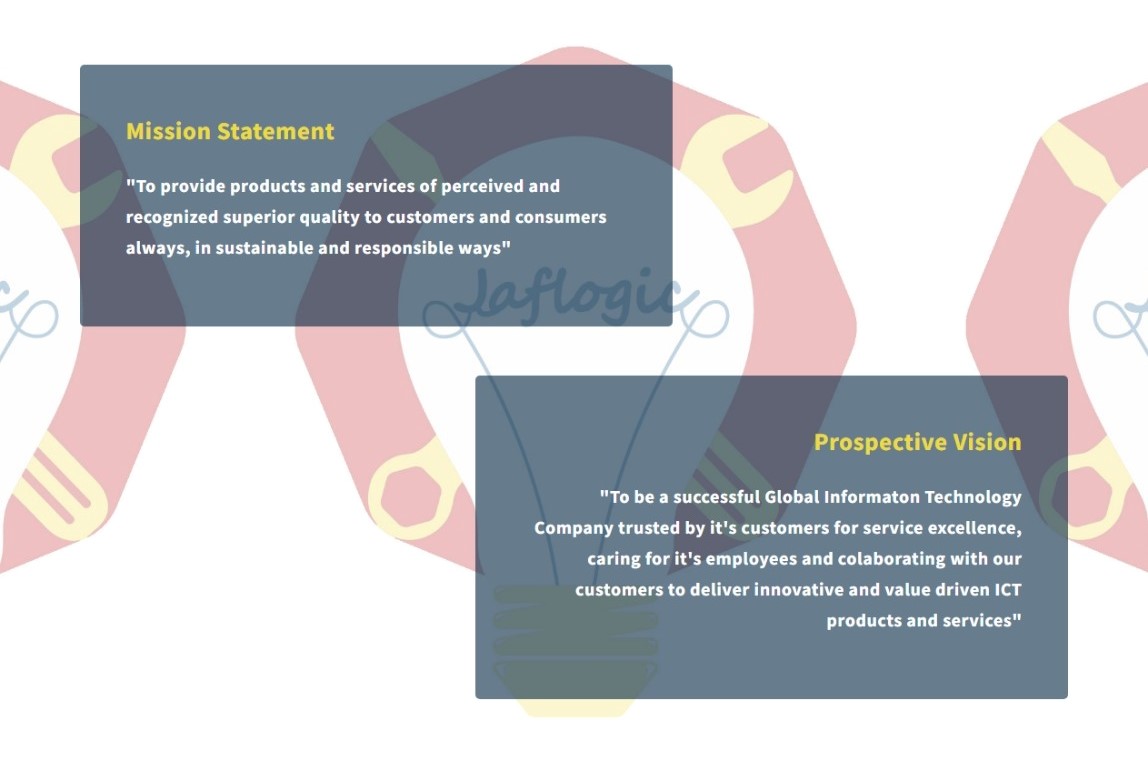 Mission Statement
"To provide products and services of perceived and
recognized superior quality to customers and consumers
always, in sustainable and responsible ways"
Jaflogic
Prospective Vision
"To be a successful Global Informaton Technology
Company trusted by it's customers for service excellence,
caring for it's employees and colaborating with our
customers to deliver innovative and value driven ICT
products and services"